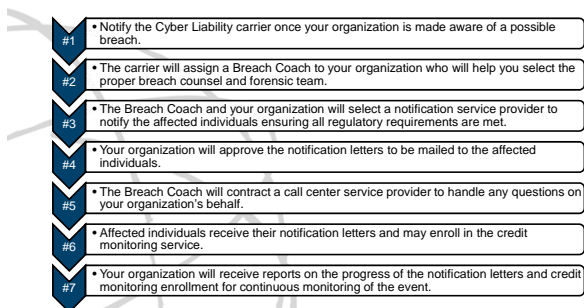 • Notify the Cyber Liability carrier once your organization is made aware of a possible
breach.
#1
• The carrier will assign a Breach Coach to your organization who will help you select the
proper breach counsel and forensic team.
#2
• The Breach Coach and your organization will select a notification service provider to
notify the affected individuals ensuring all regulatory requirements are met.
#3
• Your organization will approve the notification letters to be mailed to the affected
individuals.
#4
• The Breach Coach will contract a call center service provider to handle any questions on
your organization's behalf.
#5
• Affected individuals receive their notification letters and may enroll in the credit
monitoring service.
#6
• Your organization will receive reports on the progress of the notification letters and credit
monitoring enrollment for continuous monitoring of the event.
#7